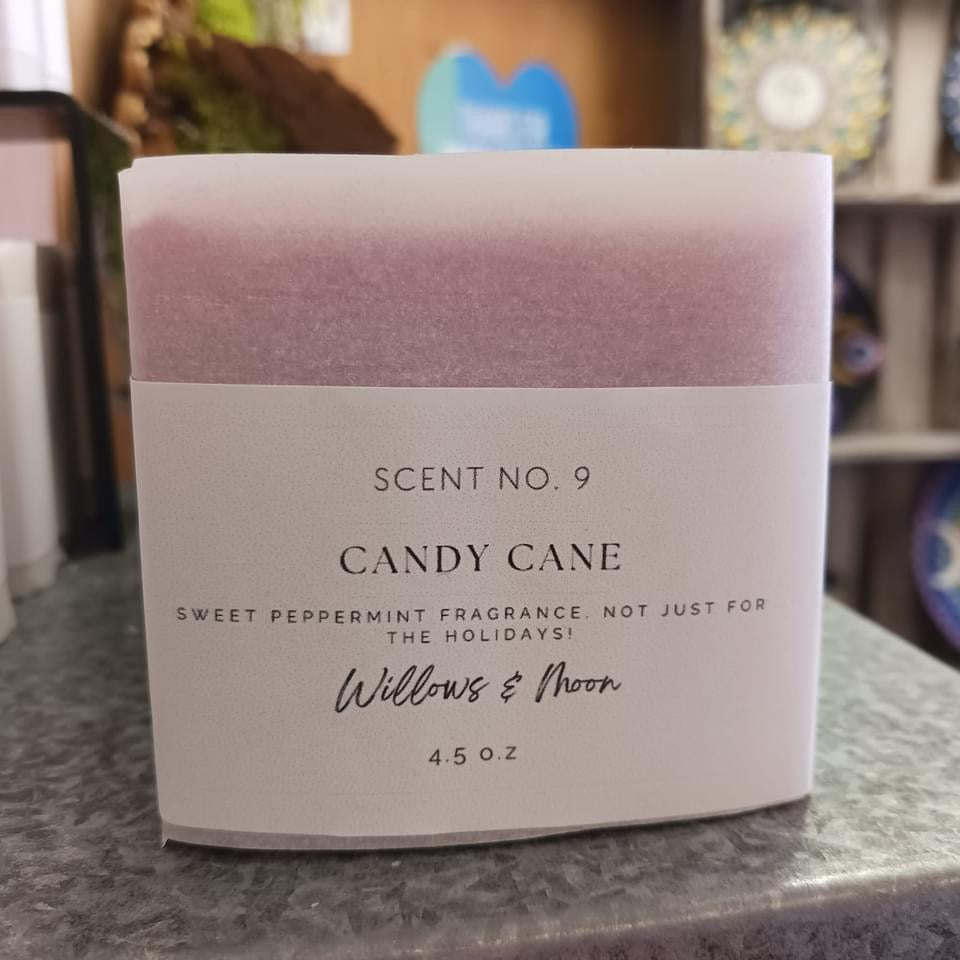 SCENT NO. 9
CANDY CANE
SWEET PEPPERMINT FRAGRANCE. NOT JUST FOR
THE HOLIDAYS!
Willows & Moon
4.5 o.z